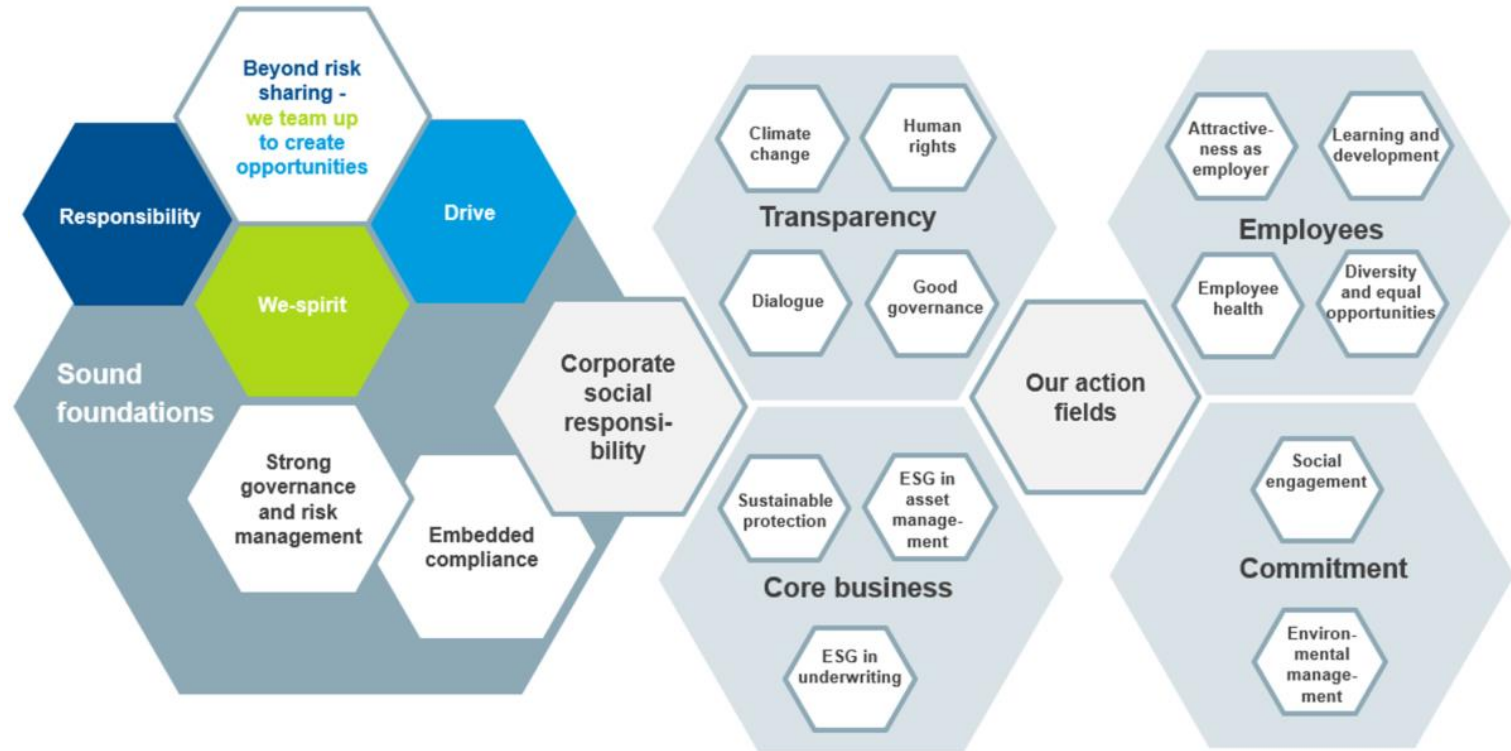 Beyond risk
sharing -
we team up
to create
opportunities
Responsibility
Drive
We-spirit
Sound
foundations
Strong
governance
and risk
management
Embedded
compliance
Corporate
social
responsi-
bility
Climate
change
Human
rights
Transparency
Dialogue
Good
governance
Sustainable
protection
ESG in
asset
manage-
ment
Core business
ESG in
underwriting
Our action
fields
Attractive-
ness as
employer
Learning and
development
Employees
Employee
health
Diversity
and equal
opportunities
Social
engagement
Commitment
Environ-
mental
manage-
ment